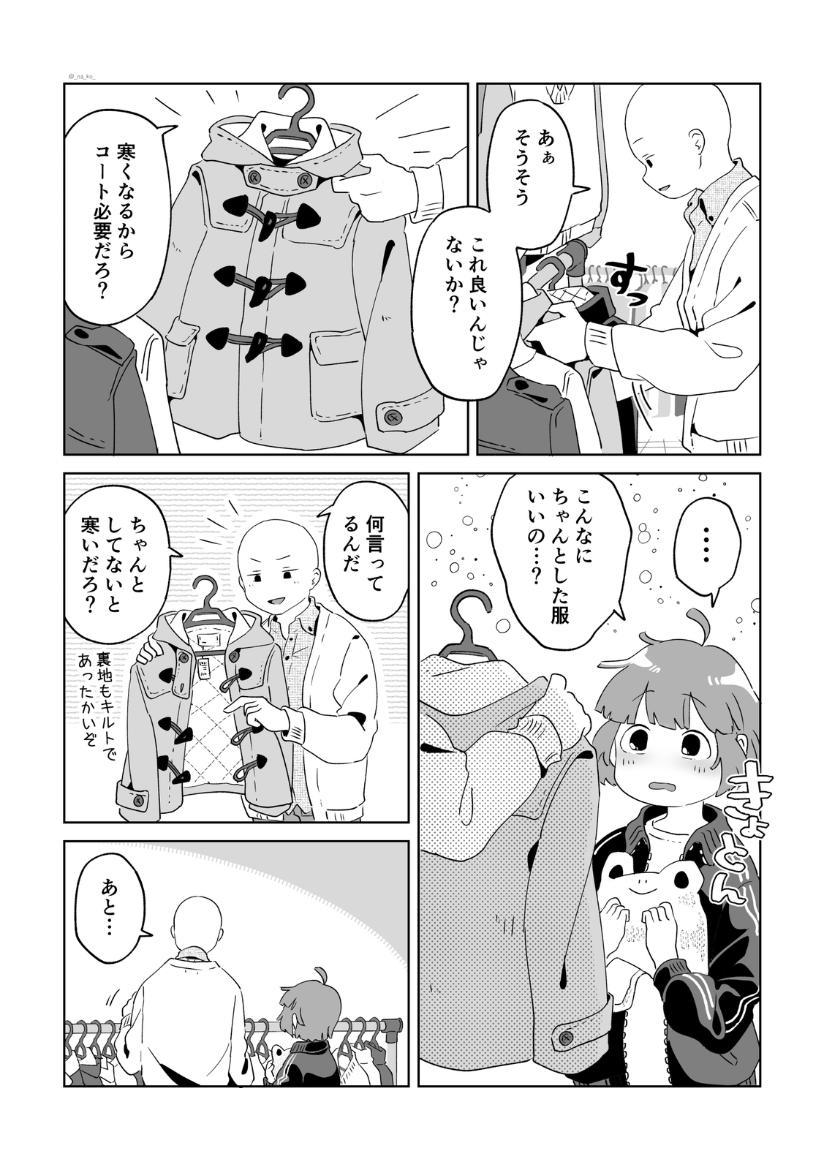 @_na_ko_
あぁ
そうそう
すっ
これ良いんじゃ
ないか？
寒くなるから
コート必要だろ？
…
こんなに
ちゃんとした服
いいの…？
きょとん
何言って
るんだ
ちゃんと
してないと
寒いだろ？
裏地もキルトで
あったかいぞ
あと…